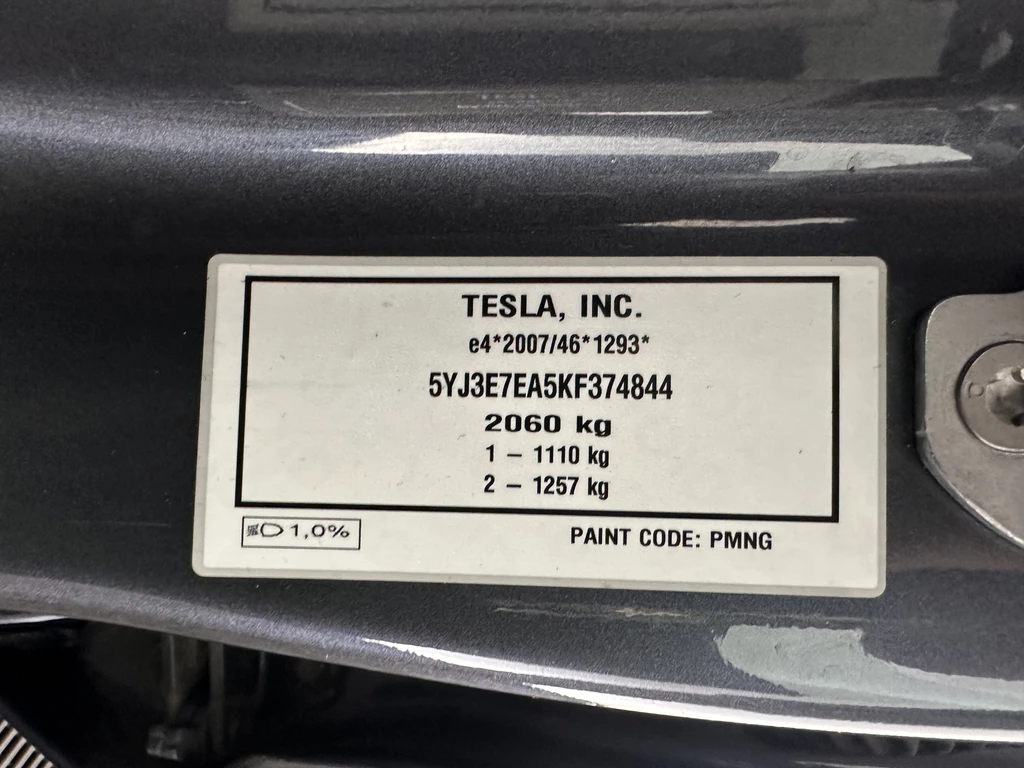 TESLA, INC.
e4*2007/46*1293*
5YJ3E7EA5KF374844
2060 kg
1 – 1110 kg
2 – 1257 kg
1,0%
PAINT CODE: PMNG